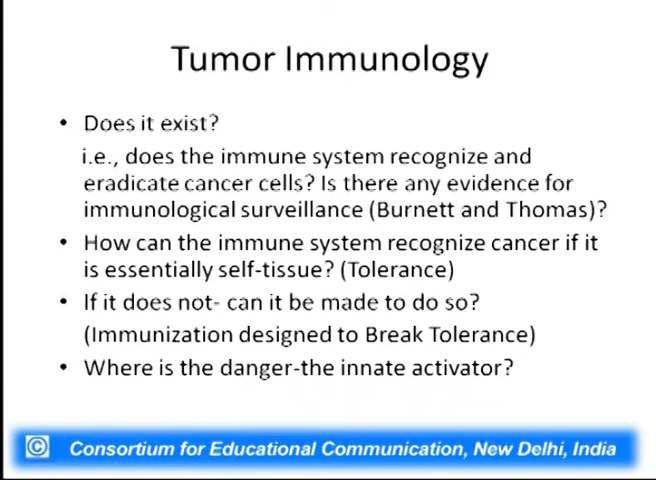 Tumor Immunology
• Does it exist?
i.e., does the immune system recognize and
eradicate cancer cells? Is there any evidence for
immunological surveillance (Burnett and Thomas)?
• How can the immune system recognize cancer if it
is essentially self-tissue? (Tolerance)
• If it does not- can it be made to do so?
(Immunization designed to Break Tolerance)
• Where is the danger-the innate activator?
© Consortium for Educational Communication, New Delhi, India